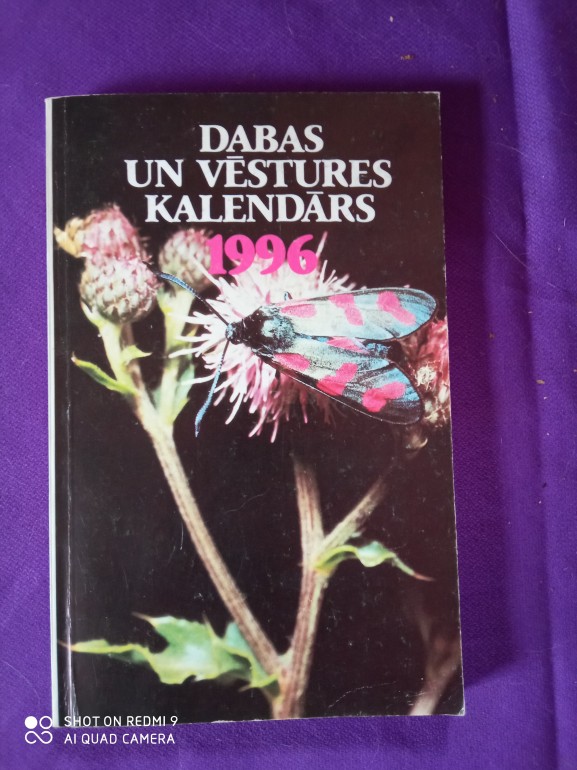 DABAS
UN VĒSTURES
KALENDĀRS
1996
SHOT ON REDMI 9
AI QUAD CAMERA